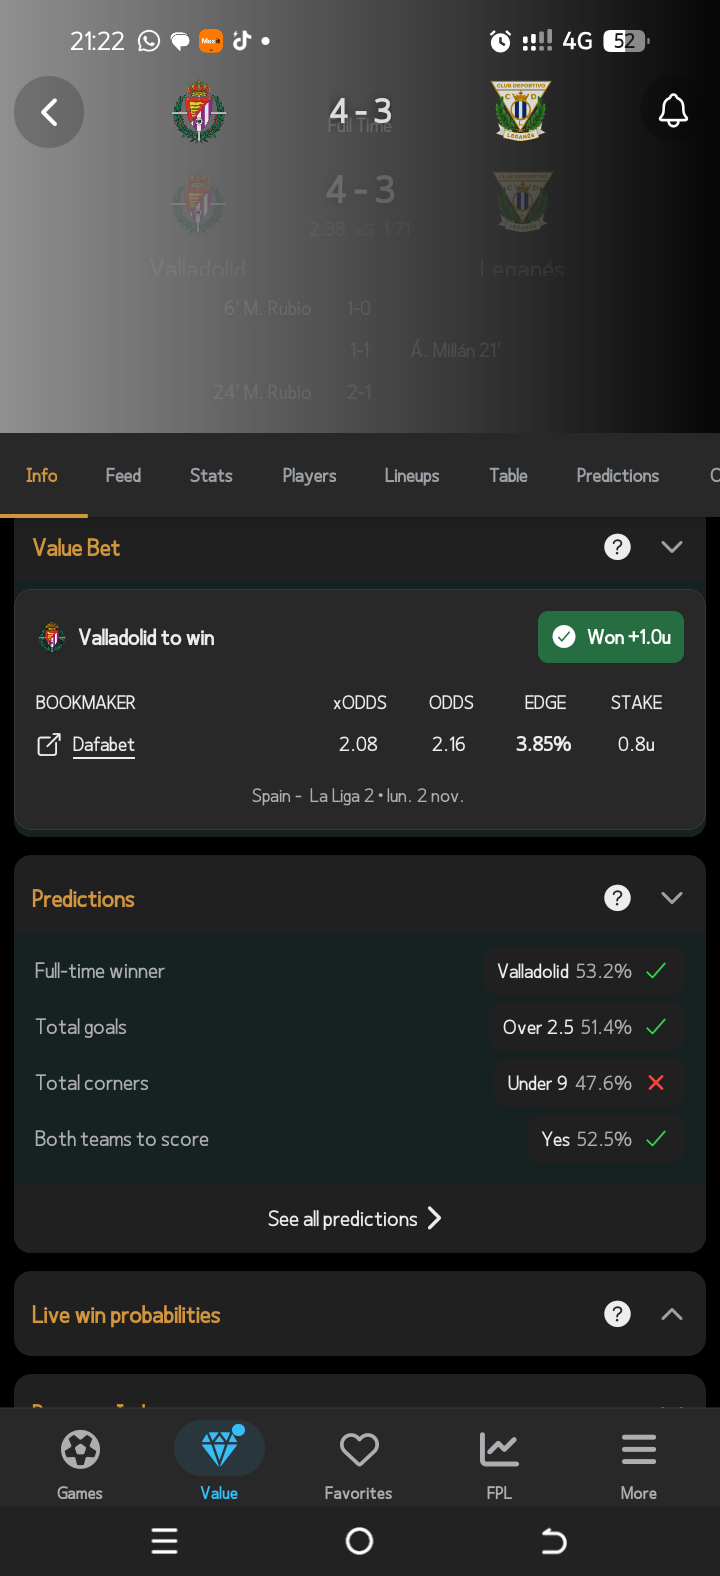 21:22 4G 52
4 - 3
Full Time
4 - 3
2.38 xG 1.71
Valladolid Leganés
6' M. Rubio 1-0
1-1 Á. Millán 21'
24' M. Rubio 2-1
Info Feed Stats Players Lineups Table Predictions
Value Bet ?
Valladolid to win Won +1.0u
BOOKMAKER xODDS ODDS EDGE STAKE
Dafabet 2.08 2.16 3.85% 0.8u
Spain - La Liga 2 • lun. 2 nov.
Predictions ?
Full-time winner Valladolid 53.2%
Total goals Over 2.5 51.4%
Total corners Under 9 47.6%
Both teams to score Yes 52.5%
See all predictions
Live win probabilities ?
Games Value Favorites FPL More